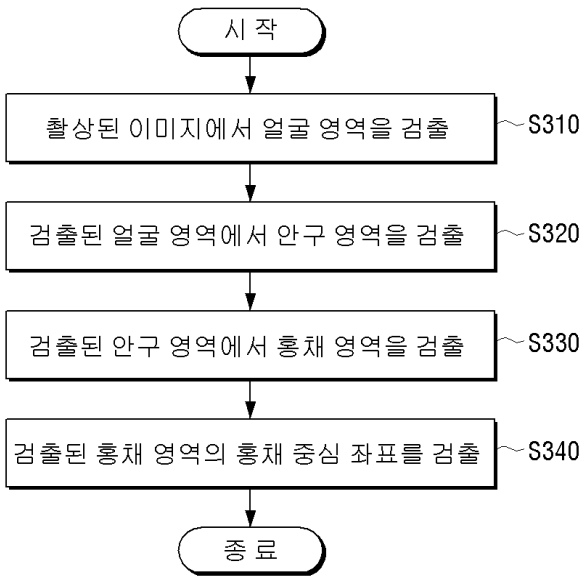 시 작
촬상된 이미지에서 얼굴 영역을 검출
S310
검출된 얼굴 영역에서 안구 영역을 검출
S320
검출된 안구 영역에서 홍채 영역을 검출
S330
검출된 홍채 영역의 홍채 중심 좌표를 검출
S340
종 료